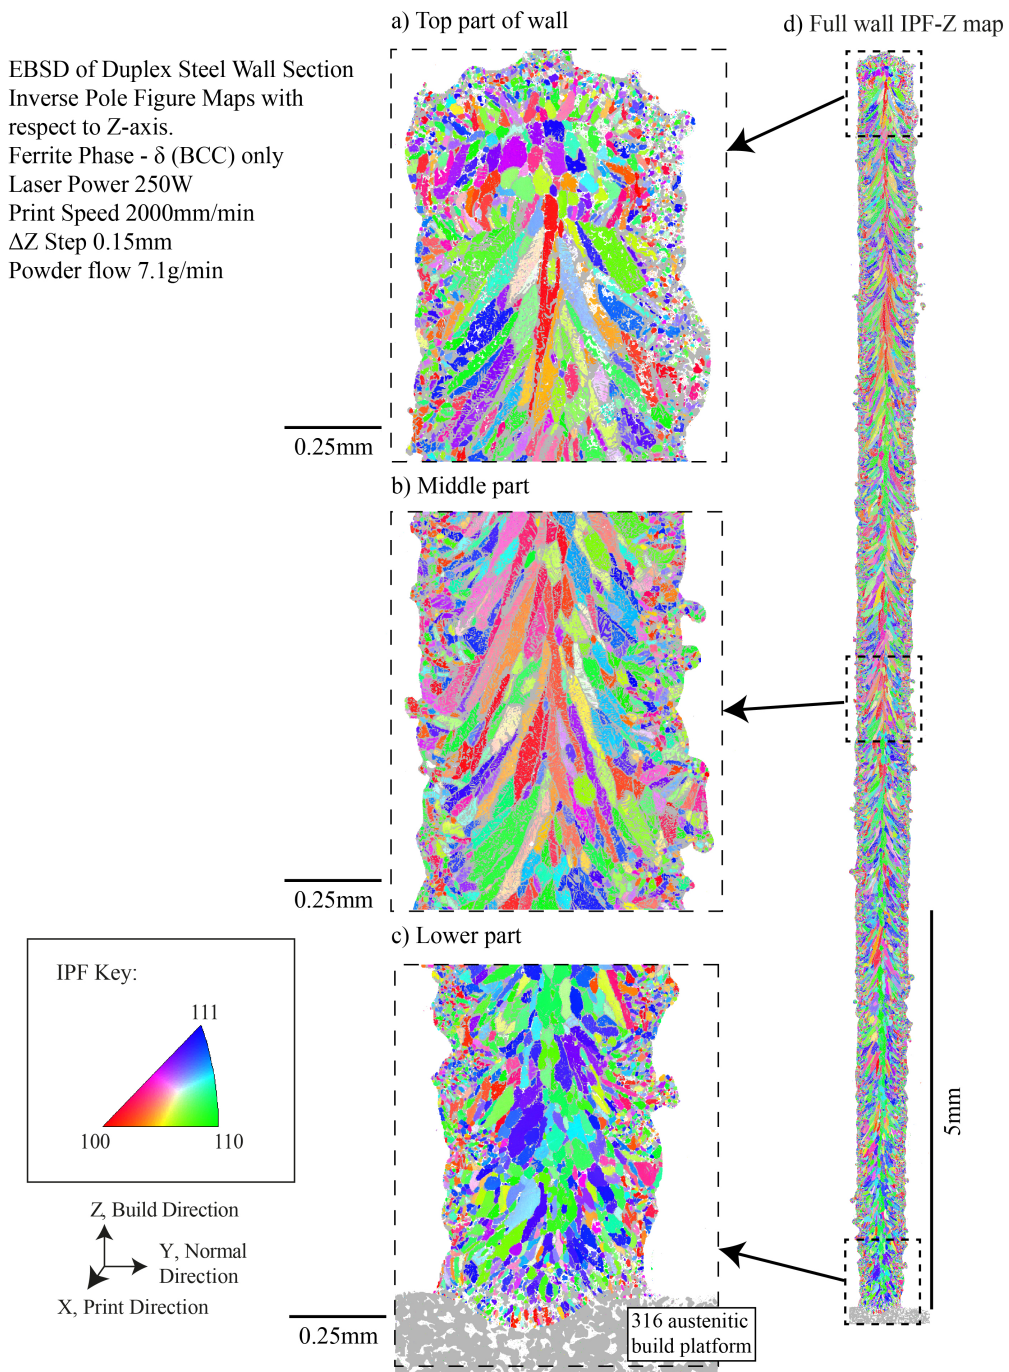 a) Top part of wall
d) Full wall IPF-Z map
EBSD of Duplex Steel Wall Section
Inverse Pole Figure Maps with
respect to Z-axis.
Ferrite Phase - δ (BCC) only
Laser Power 250W
Print Speed 2000mm/min
ΔZ Step 0.15mm
Powder flow 7.1g/min
0.25mm
b) Middle part
0.25mm
c) Lower part
IPF Key:
111
100
110
5mm
Z, Build Direction
Y, Normal
Direction
X, Print Direction
0.25mm
316 austenitic
build platform